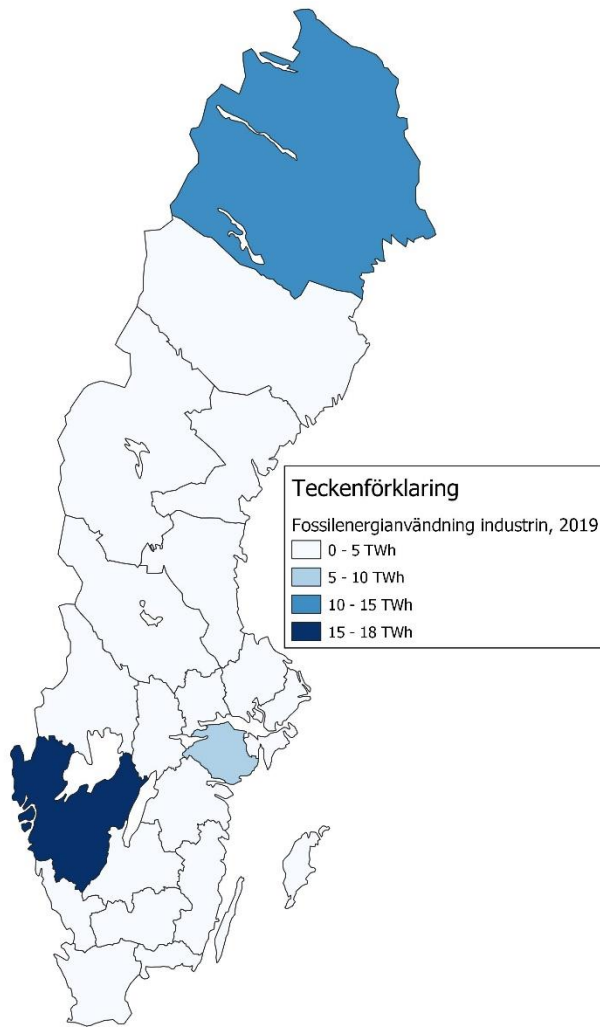 Teckenförklaring
Fossilenergianvändning industrin, 2019
0 - 5 TWh
5 - 10 TWh
10 - 15 TWh
15 - 18 TWh